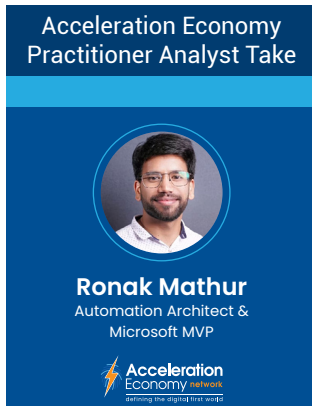 Acceleration Economy
Practitioner Analyst Take
Ronak Mathur
Automation Architect &
Microsoft MVP
Acceleration
Economy network
defining the digital first world